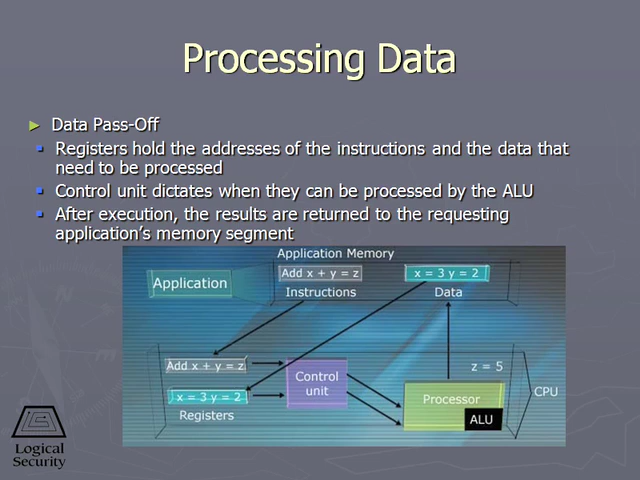 Processing Data
► Data Pass-Off
▪ Registers hold the addresses of the instructions and the data that
need to be processed
▪ Control unit dictates when they can be processed by the ALU
▪ After execution, the results are returned to the requesting
application's memory segment
Application Memory
Application
Add x + y = z
x = 3 y = 2
Instructions
Data
Add x + y = z
Control
unit
z = 5
x = 3 y = 2
Registers
Processor
ALU
CPU
Logical
Security